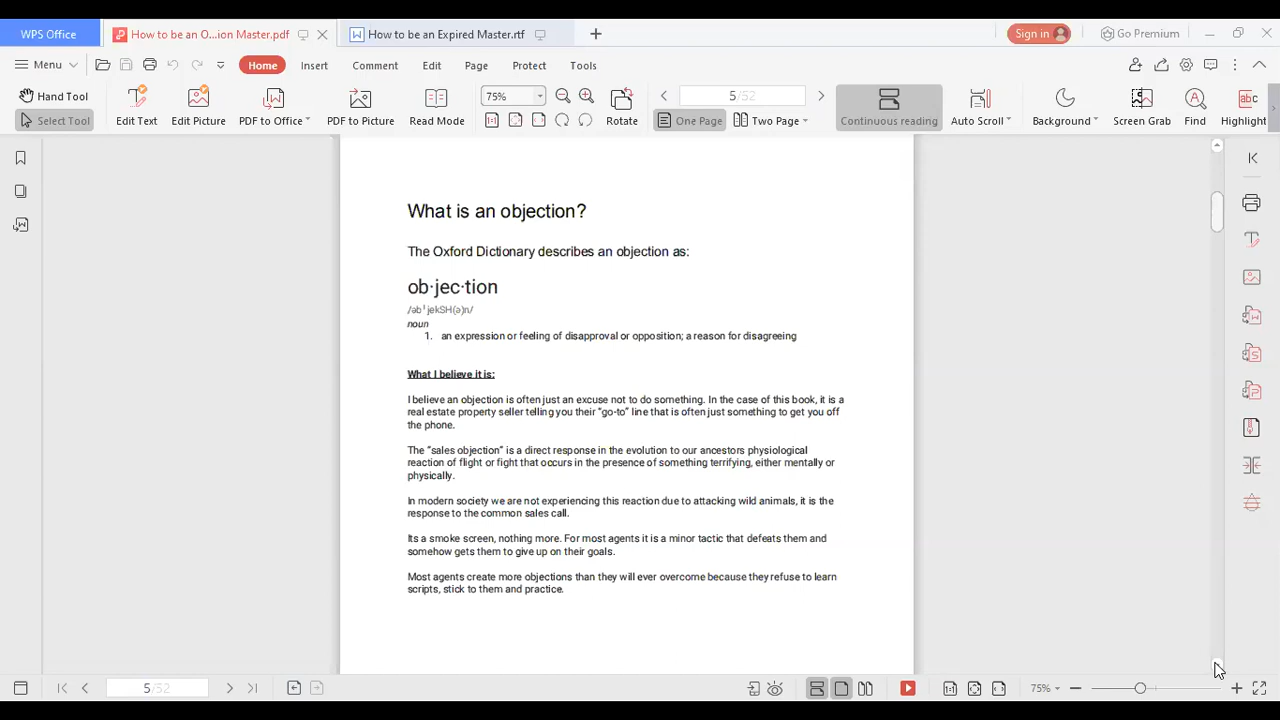 WPS Office
How to be an O...ion Master.pdf
How to be an Expired Master.rtf
Sign in
Go Premium
Menu
Home
Insert
Comment
Edit
Page
Protect
Tools
Hand Tool
Select Tool
Edit Text
Edit Picture
PDF to Office
PDF to Picture
Read Mode
75%
Rotate
5/52
One Page
Two Page
Continuous reading
Auto Scroll
Background
Screen Grab
Find
Highlight
What is an objection?
The Oxford Dictionary describes an objection as:
ob·jec·tion
/əbˈjekSH(ə)n/
noun
1. an expression or feeling of disapproval or opposition; a reason for disagreeing
What I believe it is:
I believe an objection is often just an excuse not to do something. In the case of this book, it is a
real estate property seller telling you their “go-to” line that is often just something to get you off
the phone.
The “sales objection” is a direct response in the evolution to our ancestors physiological
reaction of flight or fight that occurs in the presence of something terrifying, either mentally or
physically.
In modern society we are not experiencing this reaction due to attacking wild animals, it is the
response to the common sales call.
Its a smoke screen, nothing more. For most agents it is a minor tactic that defeats them and
somehow gets them to give up on their goals.
Most agents create more objections than they will ever overcome because they refuse to learn
scripts, stick to them and practice.
5/52
75%